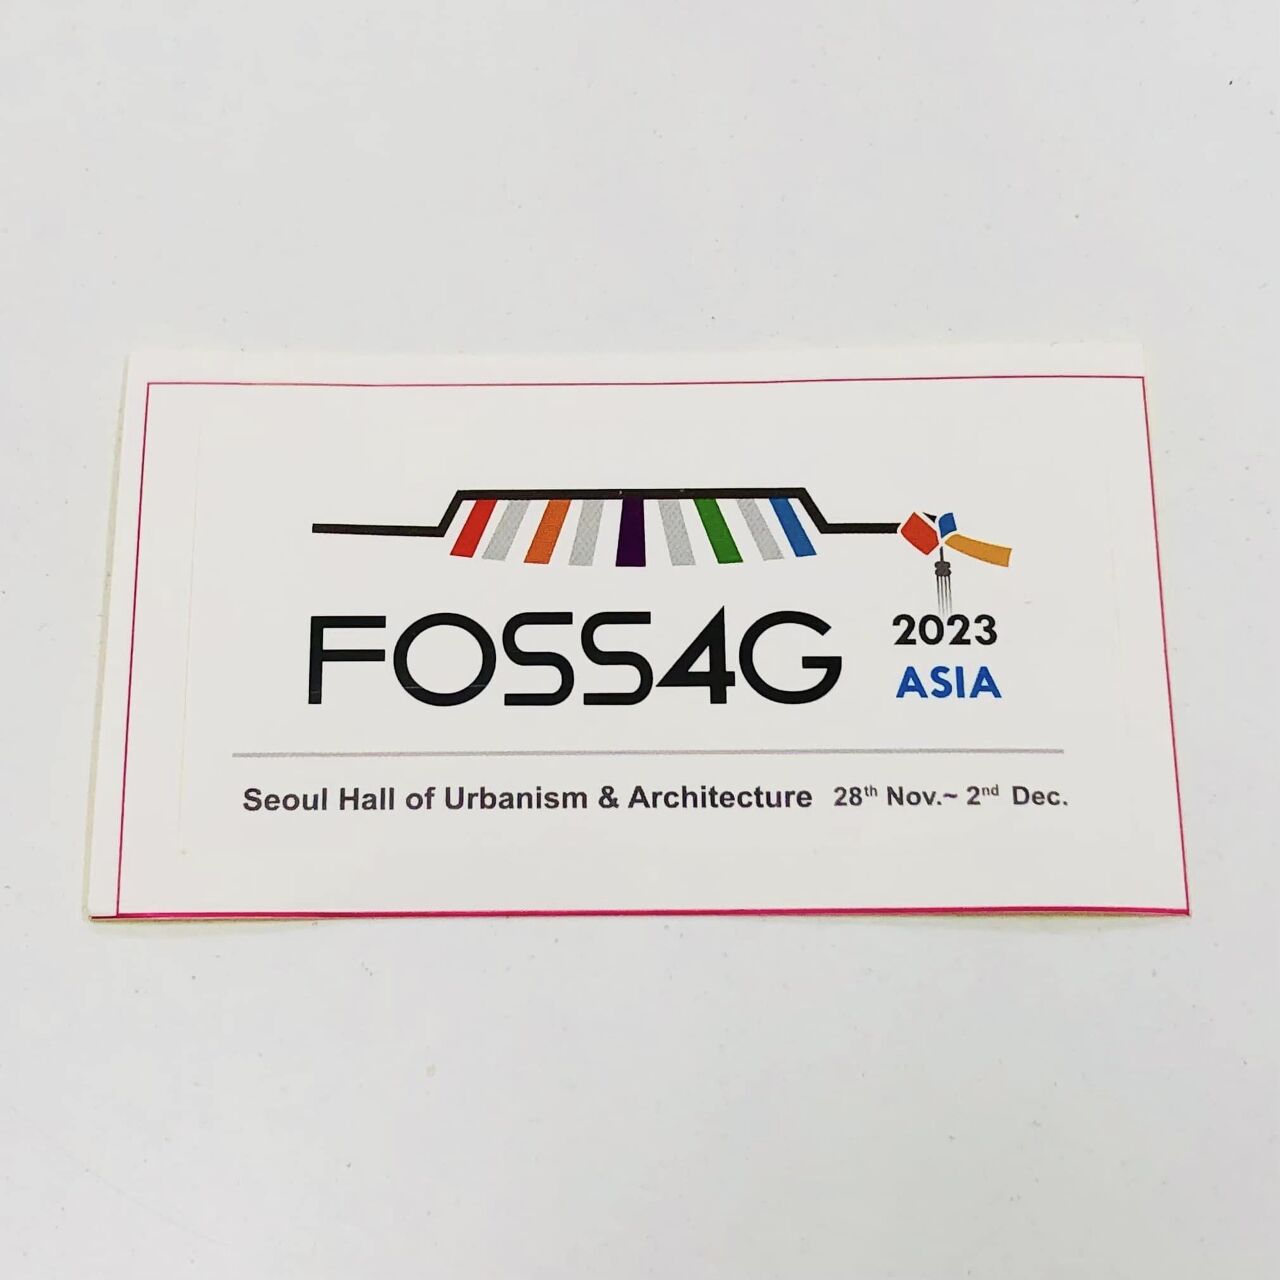 FOSS4G
2023
ASIA
Seoul Hall of Urbanism & Architecture 28th Nov.~ 2nd Dec.